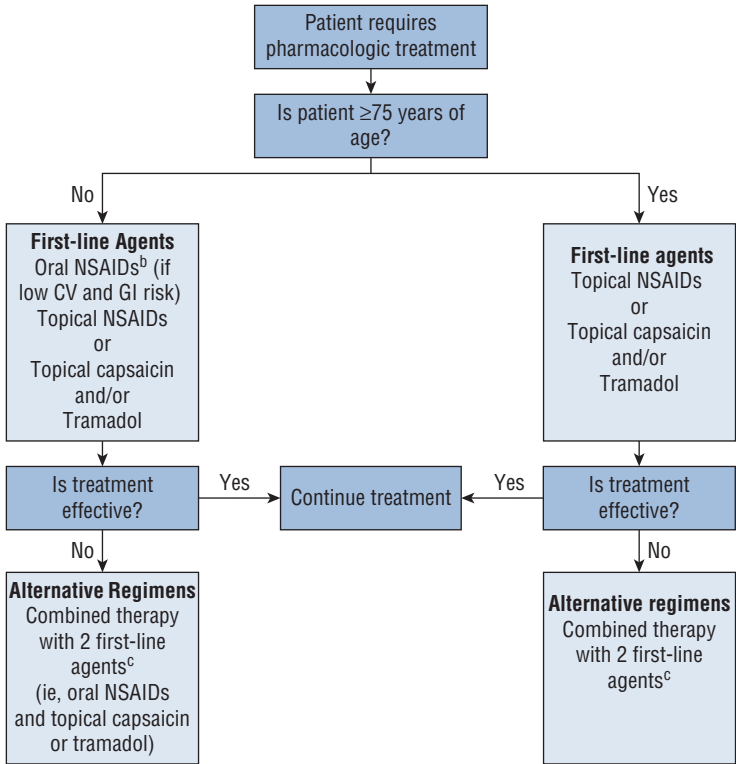 Patient requires
pharmacologic treatment
Is patient ≥75 years of
age?
No
Yes
First-line Agents
Oral NSAIDsᵇ (if
low CV and GI risk)
Topical NSAIDs
or
Topical capsaicin
and/or
Tramadol
First-line agents
Topical NSAIDs
or
Topical capsaicin
and/or
Tramadol
Is treatment
effective?
Yes
Continue treatment
Yes
Is treatment
effective?
No
No
Alternative Regimens
Combined therapy
with 2 first-line
agentsᶜ
(ie, oral NSAIDs
and topical capsaicin
or tramadol)
Alternative regimens
Combined therapy
with 2 first-line
agentsᶜ